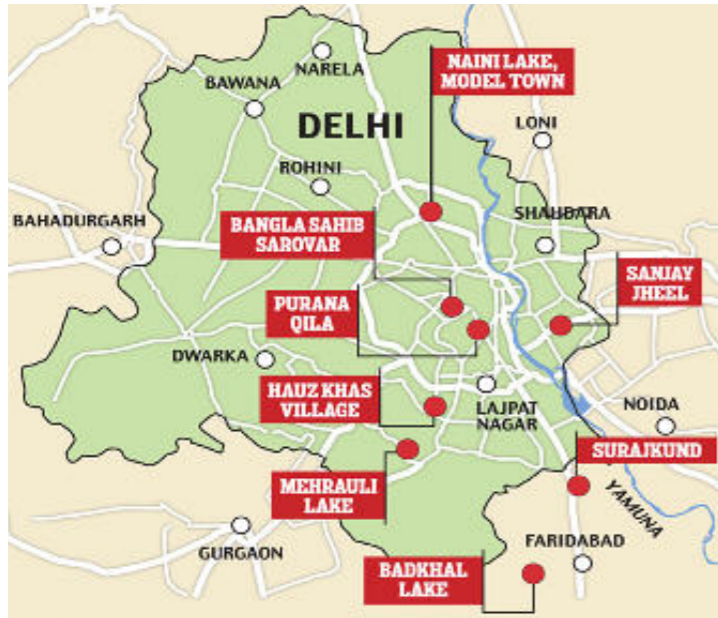 NAINI LAKE,
MODEL TOWN
NARELA
BAWANA
DELHI
LONI
ROHINI
SHAHDARA
BAHADURGARH
BANGLA SAHIB
SAROVAR
SANJAY
JHEEL
PURANA
QILA
DWARKA
HAUZ KHAS
VILLAGE
LAJPAT
NAGAR
NOIDA
SURAJKUND
MEHRAULI
LAKE
YAMUNA
GURGAON
FARIDABAD
BADKHAL
LAKE